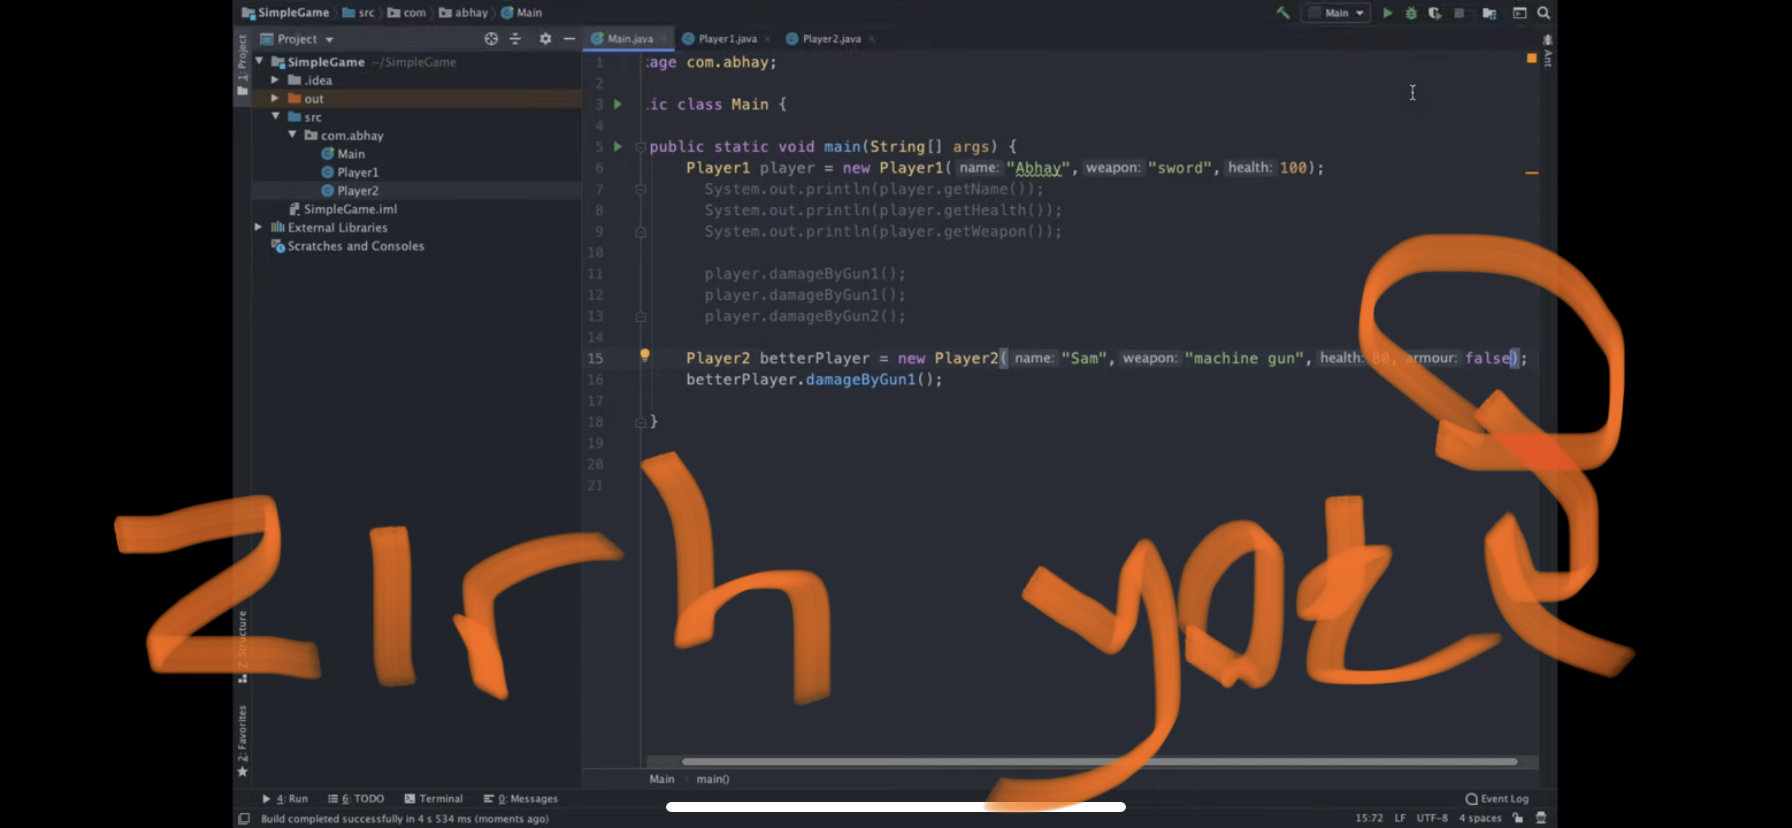 SimpleGame src com abhay Main
Main
Project
Main.java Player1.java Player2.java
1: Project
Ant
SimpleGame ~/SimpleGame
.idea
out
src
com.abhay
Main
Player1
Player2
SimpleGame.iml
External Libraries
Scratches and Consoles
1 age com.abhay;
2
3 ic class Main {
4
5 public static void main(String[] args) {
6 Player1 player = new Player1( name: "Abhay", weapon: "sword", health: 100);
7 System.out.println(player.getName());
8 System.out.println(player.getHealth());
9 System.out.println(player.getWeapon());
10
11 player.damageByGun1();
12 player.damageByGun1();
13 player.damageByGun2();
14
15 Player2 betterPlayer = new Player2( name: "Sam", weapon: "machine gun", health: 80, armour: false);
16 betterPlayer.damageByGun1();
17
18 }
19
20
21
zırh yok
Z: Structure
2: Favorites
Main main()
4: Run 6: TODO Terminal 0: Messages Event Log
Build completed successfully in 4 s 534 ms (moments ago) 15:72 LF UTF-8 4 spaces